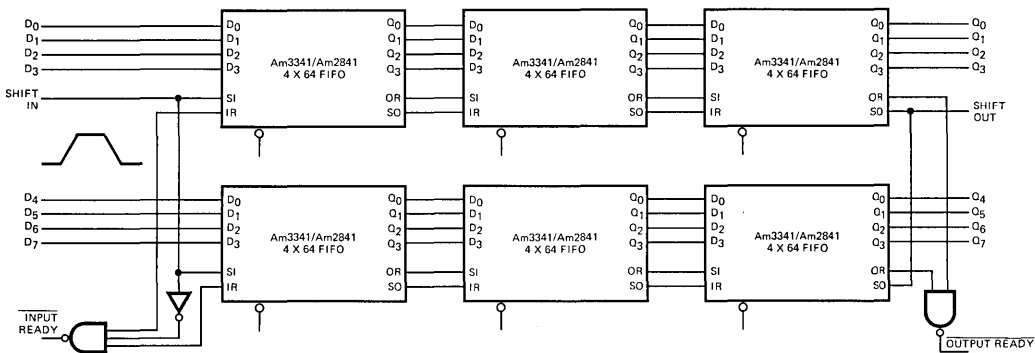 D0 D0 Q0 D0 Q0 D0 Q0 Q0
D1 D1 Q1 D1 Q1 D1 Q1 Q1
D2 D2 Am3341/Am2841 Q2 D2 Am3341/Am2841 Q2 D2 Am3341/Am2841 Q2 Q2
D3 D3 4 X 64 FIFO Q3 D3 4 X 64 FIFO Q3 D3 4 X 64 FIFO Q3 Q3
SHIFT IN SI OR SI OR SI OR
IR SO IR SO IR SO SHIFT OUT
D4 D0 Q0 D0 Q0 D0 Q0 Q4
D5 D1 Q1 D1 Q1 D1 Q1 Q5
D6 D2 Am3341/Am2841 Q2 D2 Am3341/Am2841 Q2 D2 Am3341/Am2841 Q2 Q6
D7 D3 4 X 64 FIFO Q3 D3 4 X 64 FIFO Q3 D3 4 X 64 FIFO Q3 Q7
SI OR SI OR SI OR
IR SO IR SO IR SO
INPUT READY
OUTPUT READY